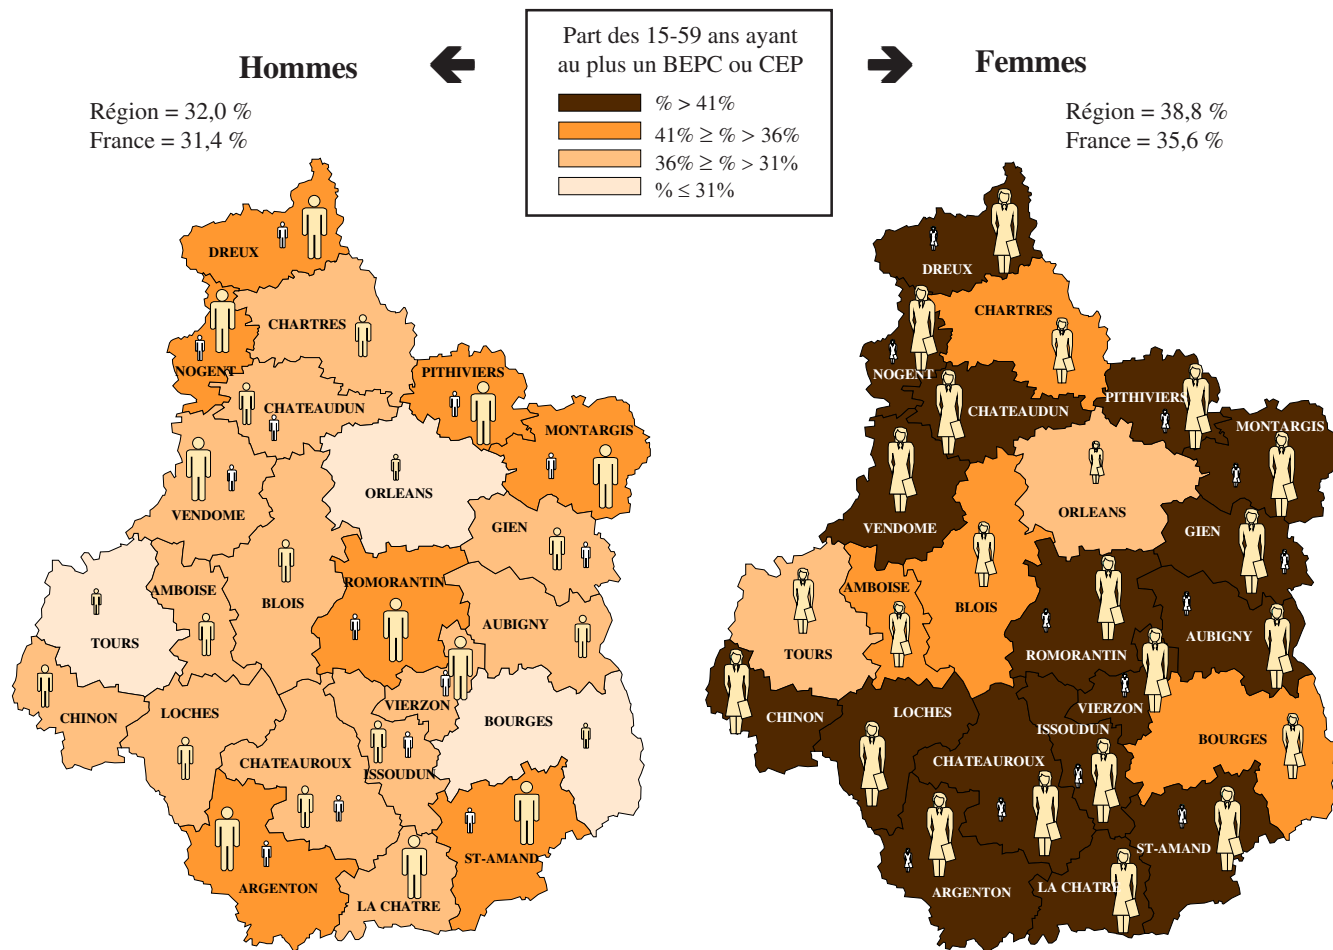 Part des 15-59 ans ayant
au plus un BEPC ou CEP
% > 41%
41% ≥ % > 36%
36% ≥ % > 31%
% ≤ 31%
Hommes
Région = 32,0 %
France = 31,4 %
DREUX
CHARTRES
NOGENT
PITHIVIERS
CHATEAUDUN
MONTARGIS
ORLEANS
VENDOME
GIEN
ROMORANTIN
AMBOISE
BLOIS
AUBIGNY
TOURS
VIERZON
CHINON
LOCHES
BOURGES
CHATEAUROUX
ISSOUDUN
ST-AMAND
ARGENTON
LA CHATRE
Femmes
Région = 38,8 %
France = 35,6 %
DREUX
CHARTRES
NOGENT
PITHIVIERS
CHATEAUDUN
MONTARGIS
ORLEANS
VENDOME
GIEN
AMBOISE
BLOIS
AUBIGNY
TOURS
ROMORANTIN
VIERZON
CHINON
LOCHES
ISSOUDUN
BOURGES
CHATEAUROUX
ST-AMAND
ARGENTON
LA CHATRE